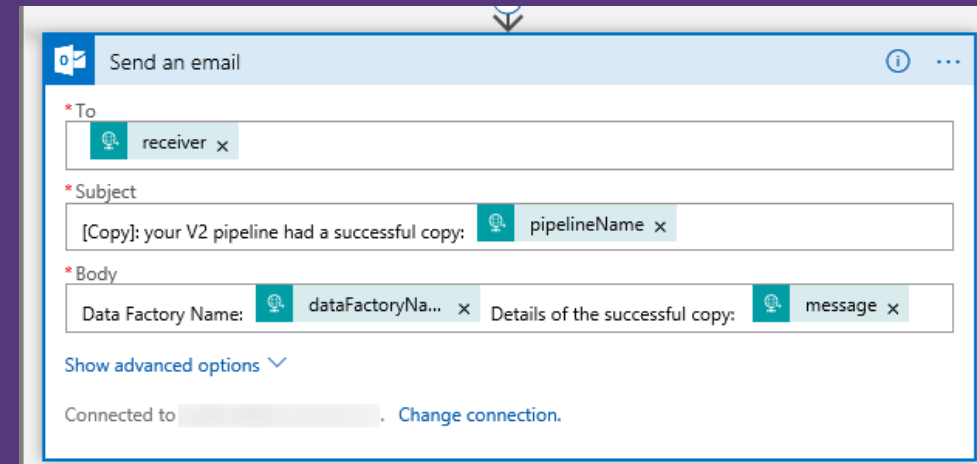 Send an email
*To
receiver ×
*Subject
[Copy]: your V2 pipeline had a successful copy: pipelineName ×
*Body
Data Factory Name: dataFactoryNa... × Details of the successful copy: message ×
Show advanced options
Connected to . Change connection.